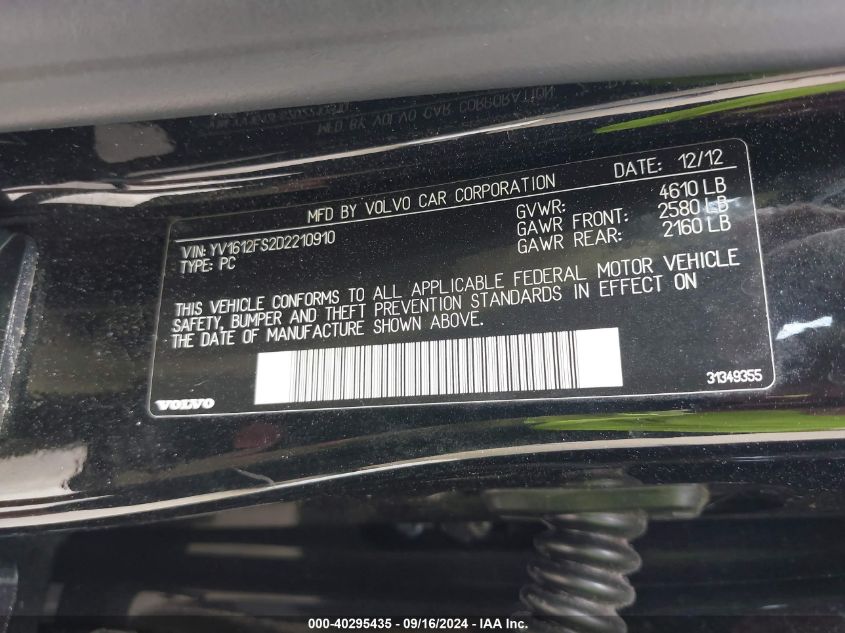 MFD BY VOLVO CAR CORPORATION DATE: 12/12
VIN: YV1612FS2D2210910 GVWR: 4610 LB
TYPE: PC GAWR FRONT: 2580 LB
GAWR REAR: 2160 LB
THIS VEHICLE CONFORMS TO ALL APPLICABLE FEDERAL MOTOR VEHICLE
SAFETY, BUMPER AND THEFT PREVENTION STANDARDS IN EFFECT ON
THE DATE OF MANUFACTURE SHOWN ABOVE.
31349355
VOLVO
000-40295435 - 09/16/2024 - IAA Inc.